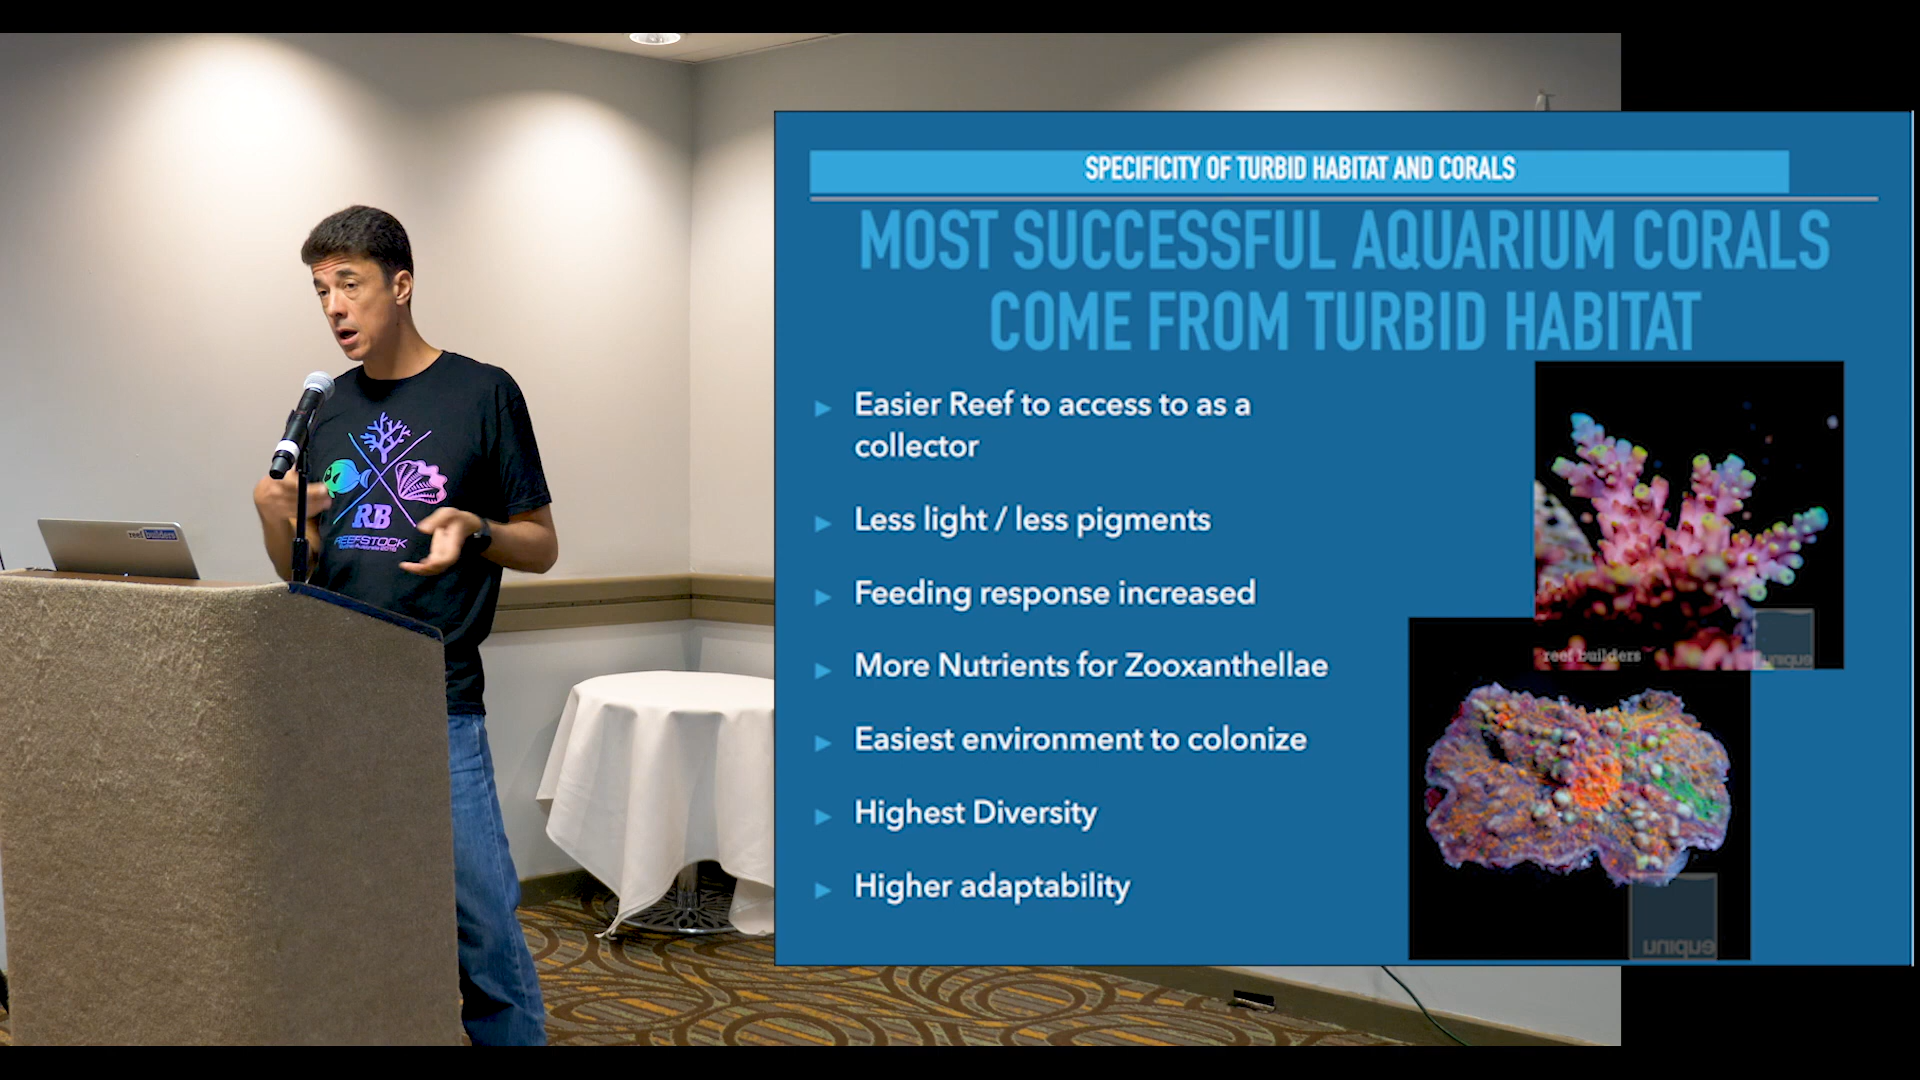 SPECIFICITY OF TURBID HABITAT AND CORALS
MOST SUCCESSFUL AQUARIUM CORALS
COME FROM TURBID HABITAT
Easier Reef to access to as a
collector
Less light / less pigments
Feeding response increased
More Nutrients for Zooxanthellae
Easiest environment to colonize
Highest Diversity
Higher adaptability
reef builders
unique
unique
reef builders
RB
REEFSTOCK